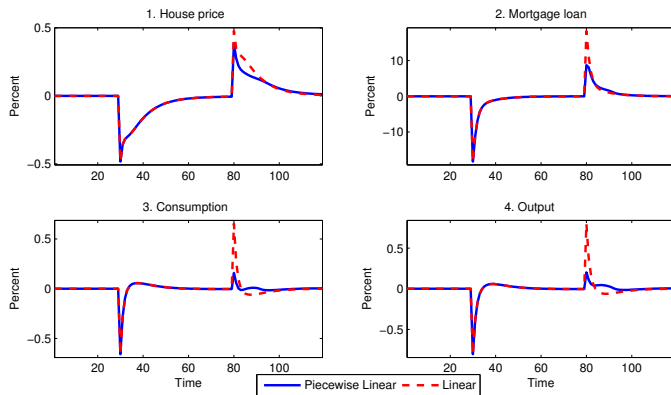 1. House price
2. Mortgage loan
0.5
0
−0.5
Percent
20 40 60 80 100
10
0
−10
Percent
20 40 60 80 100
3. Consumption
4. Output
0.5
0
−0.5
Percent
20 40 60 80 100
Time
0.5
0
−0.5
Percent
20 40 60 80 100
Time
Piecewise Linear Linear